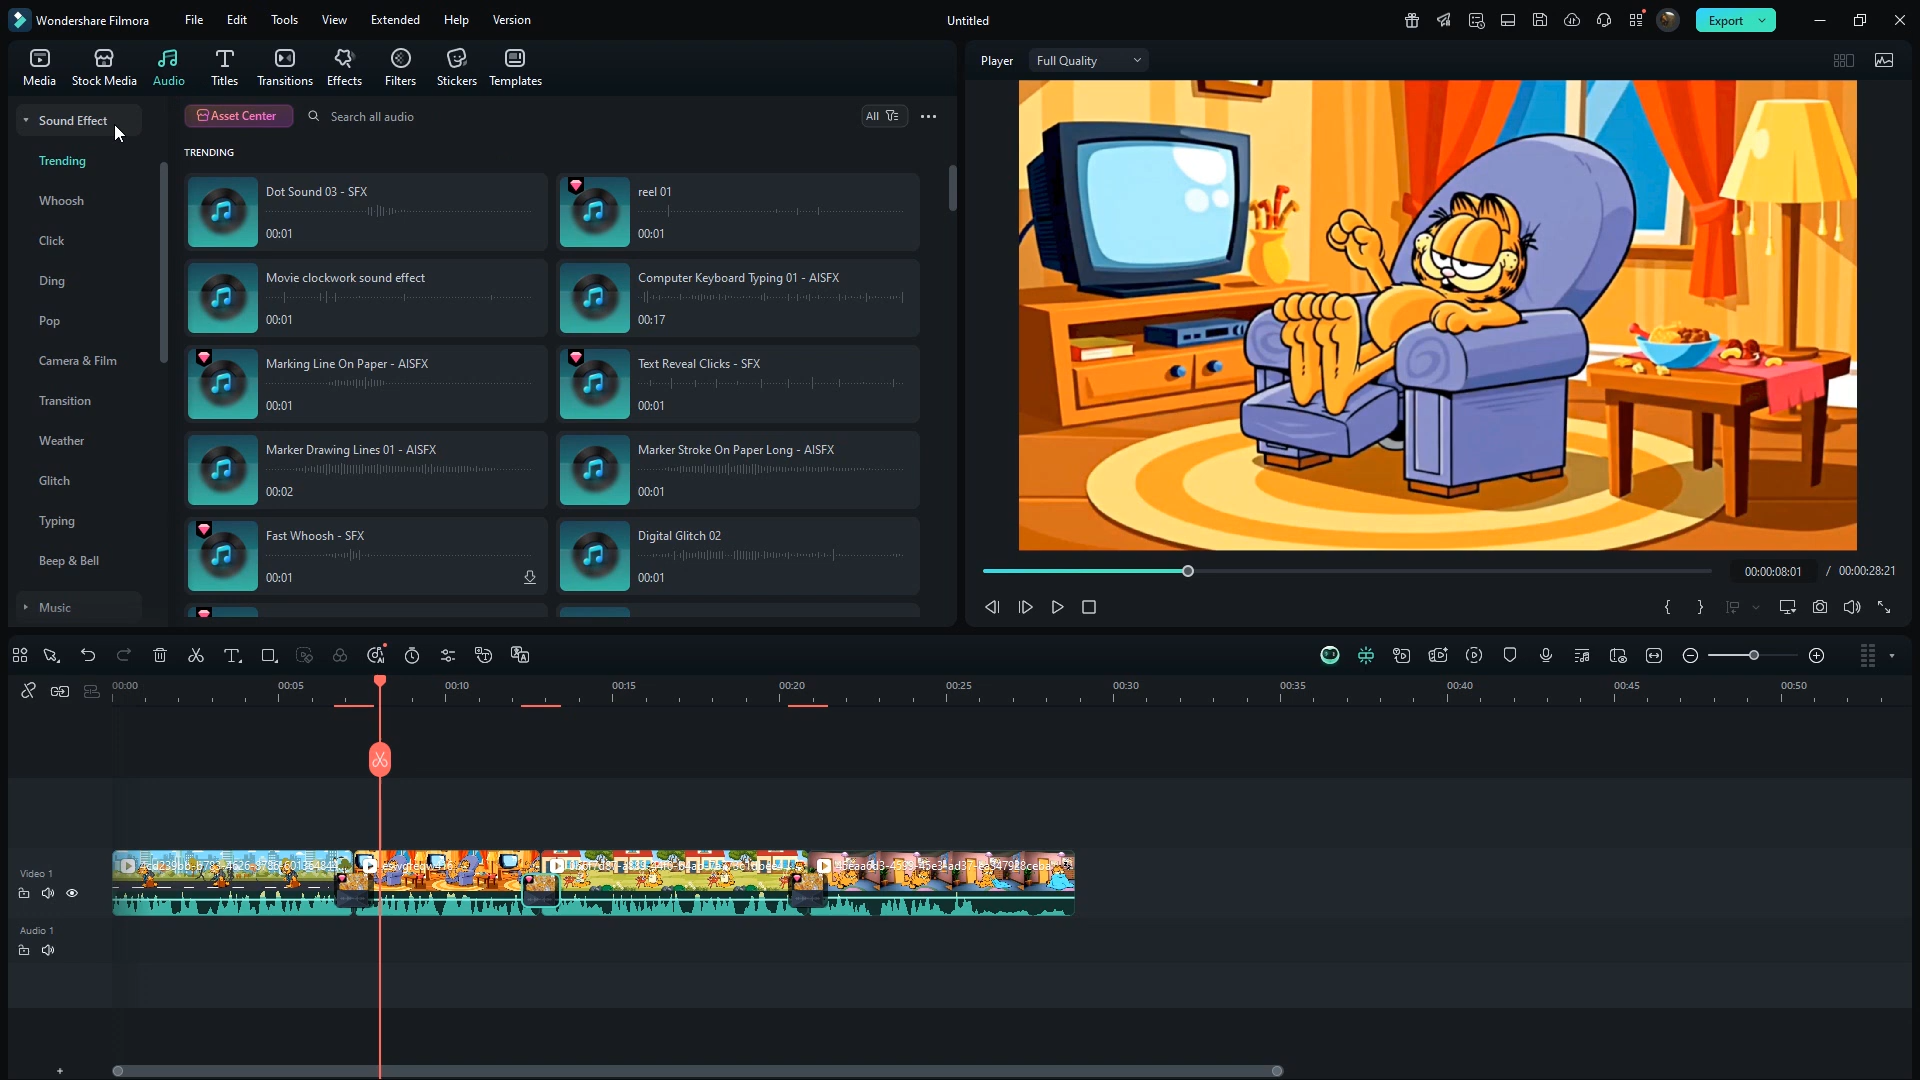 Wondershare Filmora
File
Edit
Tools
View
Extended
Help
Version
Untitled
Export
Media
Stock Media
Audio
Titles
Transitions
Effects
Filters
Stickers
Templates
Player
Full Quality
Sound Effect
Trending
Whoosh
Click
Ding
Pop
Camera & Film
Transition
Weather
Glitch
Typing
Beep & Bell
Music
Asset Center
Search all audio
All
TRENDING
Dot Sound 03 - SFX
00:01
reel 01
00:01
Movie clockwork sound effect
00:01
Computer Keyboard Typing 01 - AISFX
00:17
Marking Line On Paper - AISFX
00:01
Text Reveal Clicks - SFX
00:01
Marker Drawing Lines 01 - AISFX
00:02
Marker Stroke On Paper Long - AISFX
00:01
Fast Whoosh - SFX
00:01
Digital Glitch 02
00:01
00:00:08:01 / 00:00:28:21
00:00
00:05
00:10
00:15
00:20
00:25
00:30
00:35
00:40
00:45
00:50
Video 1
Audio 1